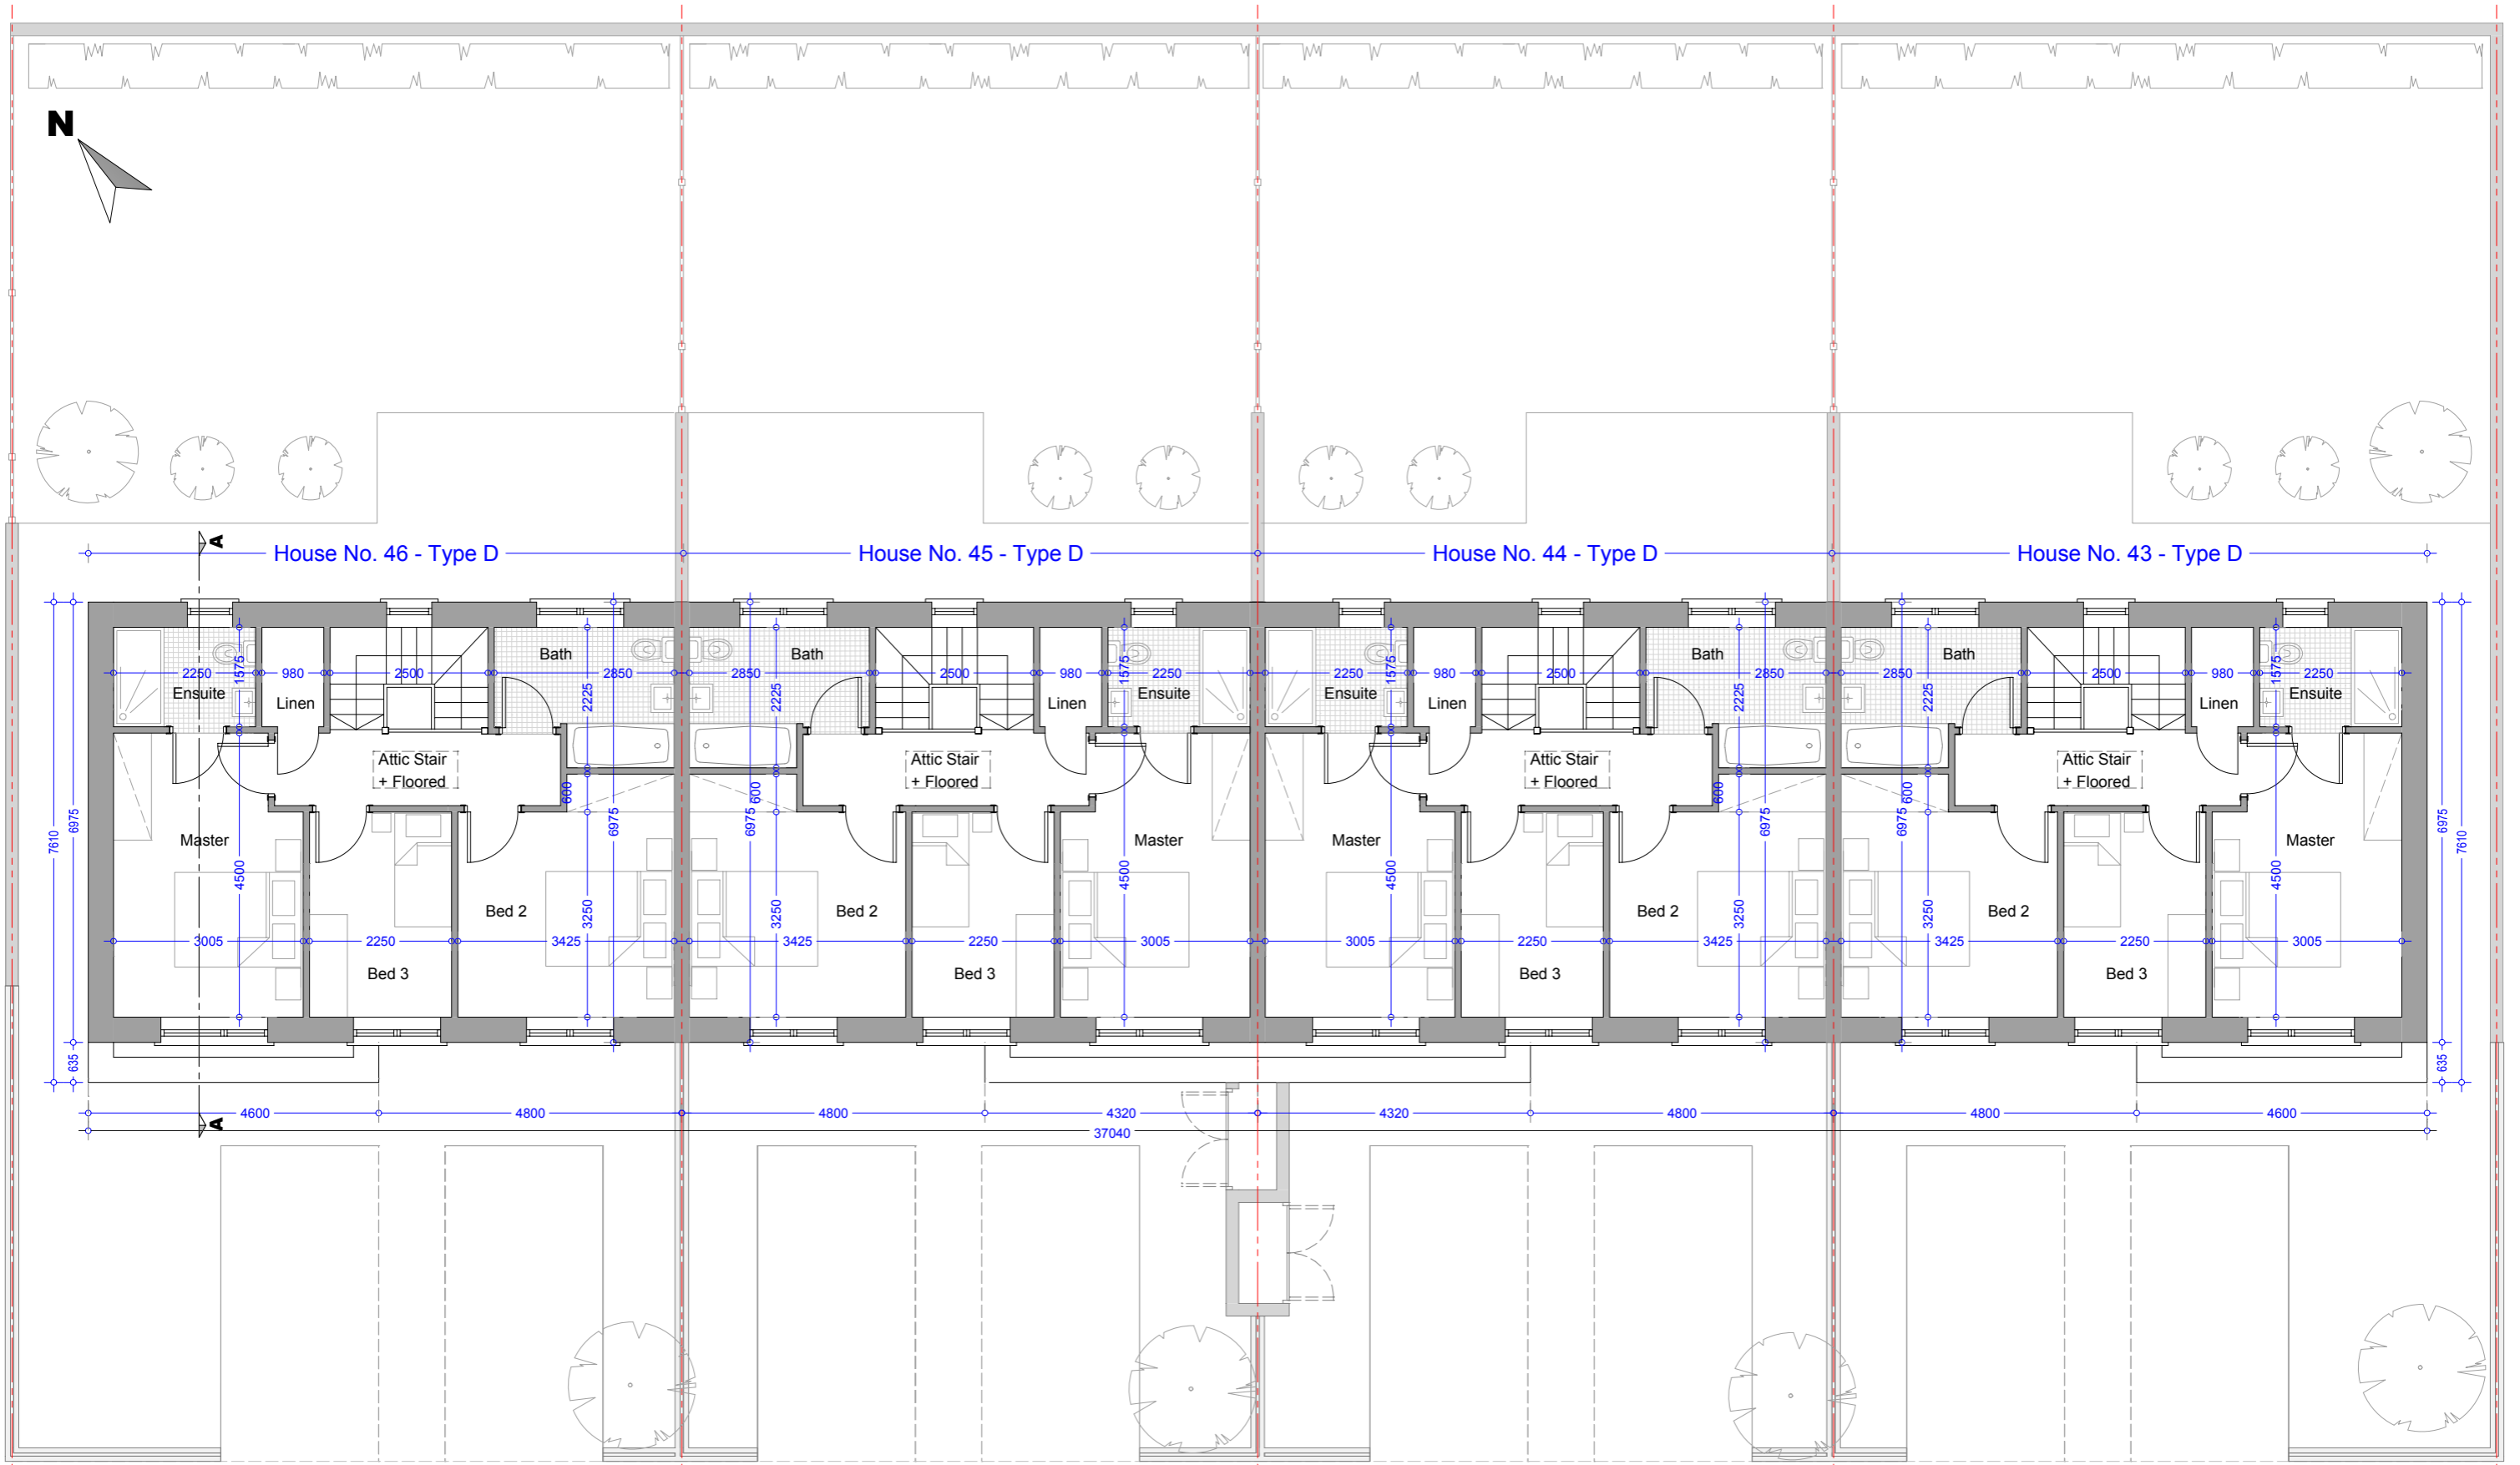 N
A
House No. 46 - Type D
House No. 45 - Type D
House No. 44 - Type D
House No. 43 - Type D
Bath
Bath
Bath
Bath
1575
2225
2225
1575
1575
2225
2225
1575
2250
980
2500
2850
2850
2500
980
2250
2250
980
2500
2850
2850
2500
980
2250
Ensuite
Linen
Linen
Ensuite
Ensuite
Linen
Linen
Ensuite
Attic Stair
+ Floored
Attic Stair
+ Floored
Attic Stair
+ Floored
Attic Stair
+ Floored
600
600
600
600
7610
6975
6975
6975
6975
6975
6975
7610
Master
Master
Master
Master
4500
4500
4500
4500
Bed 2
Bed 2
Bed 2
Bed 2
3250
3250
3250
3250
3005
2250
3425
3425
2250
3005
3005
2250
3425
3425
2250
3005
Bed 3
Bed 3
Bed 3
Bed 3
635
635
4600
4800
4800
4320
4320
4800
4800
4600
A
37040